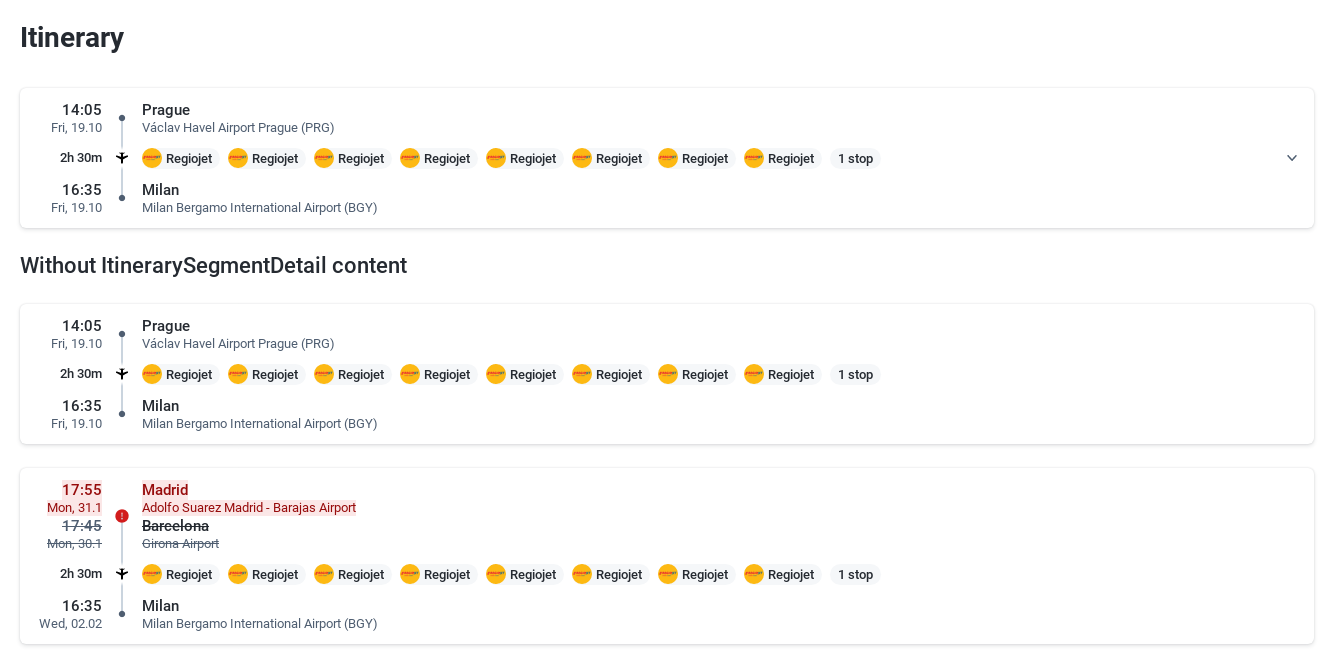 Itinerary
14:05 Prague
Fri, 19.10 Václav Havel Airport Prague (PRG)
2h 30m Regiojet Regiojet Regiojet Regiojet Regiojet Regiojet Regiojet Regiojet 1 stop
16:35 Milan
Fri, 19.10 Milan Bergamo International Airport (BGY)
Without ItinerarySegmentDetail content
14:05 Prague
Fri, 19.10 Václav Havel Airport Prague (PRG)
2h 30m Regiojet Regiojet Regiojet Regiojet Regiojet Regiojet Regiojet Regiojet 1 stop
16:35 Milan
Fri, 19.10 Milan Bergamo International Airport (BGY)
17:55 Madrid
Mon, 31.1 Adolfo Suarez Madrid - Barajas Airport
17:45 Barcelona
Mon, 30.1 Girona Airport
2h 30m Regiojet Regiojet Regiojet Regiojet Regiojet Regiojet Regiojet Regiojet 1 stop
16:35 Milan
Wed, 02.02 Milan Bergamo International Airport (BGY)